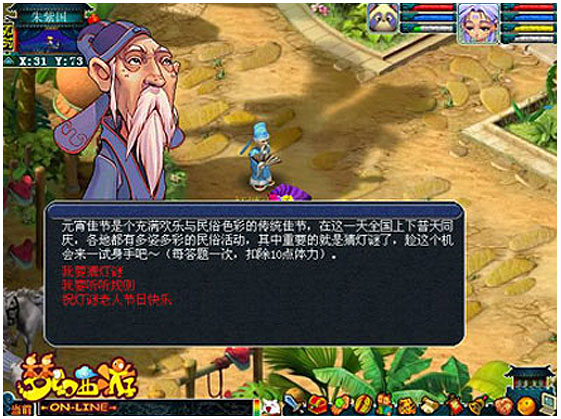 朱紫国
X:31 Y:73
元宵佳节是个充满欢乐与民俗色彩的传统佳节，在这一天全国上下普天同
庆，各地都有多姿多彩的民俗活动，其中重要的就是猜灯谜了，趁这个机
会来一试身手吧～（每答题一次，扣除10点体力）。
我要猜灯谜
我要听听规则
祝灯谜老人节日快乐
梦幻西游
ON-LINE
当前